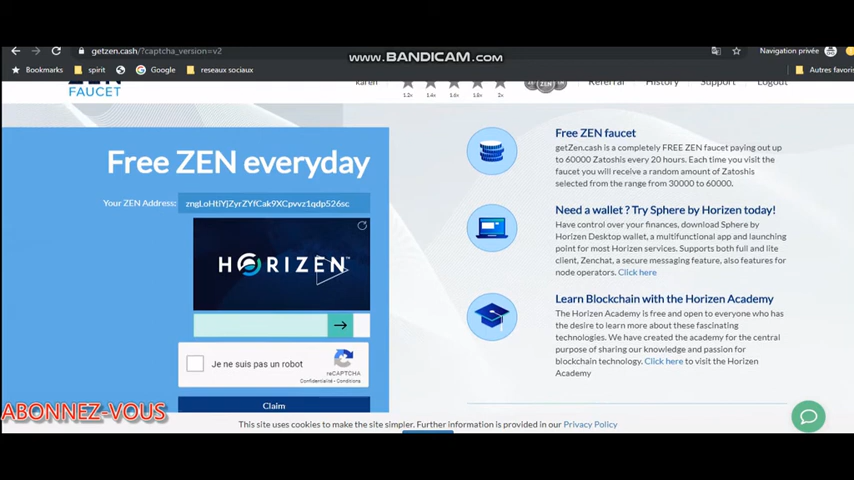 getzen.cash/?captcha_version=v2
www.BANDICAM.com
Navigation privée
Bookmarks
spirit
Google
reseaux sociaux
Autres favoris
karen
Referral
History
Support
Logout
FAUCET
1.2x
1.4x
1.6x
1.8x
2x
Free ZEN everyday
Your ZEN Address:
HORIZEN
Je ne suis pas un robot
reCAPTCHA
Confidentialité - Conditions
Claim
Free ZEN faucet
getZen.cash is a completely FREE ZEN faucet paying out up
to 60000 Zatoshis every 20 hours. Each time you visit the
faucet you will receive a random amount of Zatoshis
selected from the range from 30000 to 60000.
Need a wallet ? Try Sphere by Horizen today!
Have control over your finances, download Sphere by
Horizen Desktop wallet, a multifunctional app and launching
point for most Horizen services. Supports both full and lite
client, Zenchat, a secure messaging feature, also features for
node operators. Click here
Learn Blockchain with the Horizen Academy
The Horizen Academy is free and open to everyone who has
the desire to learn more about these fascinating
technologies. We have created the academy for the central
purpose of sharing our knowledge and passion for
blockchain technology. Click here to visit the Horizen
Academy
ABONNEZ-VOUS
This site uses cookies to make the site simpler. Further information is provided in our Privacy Policy